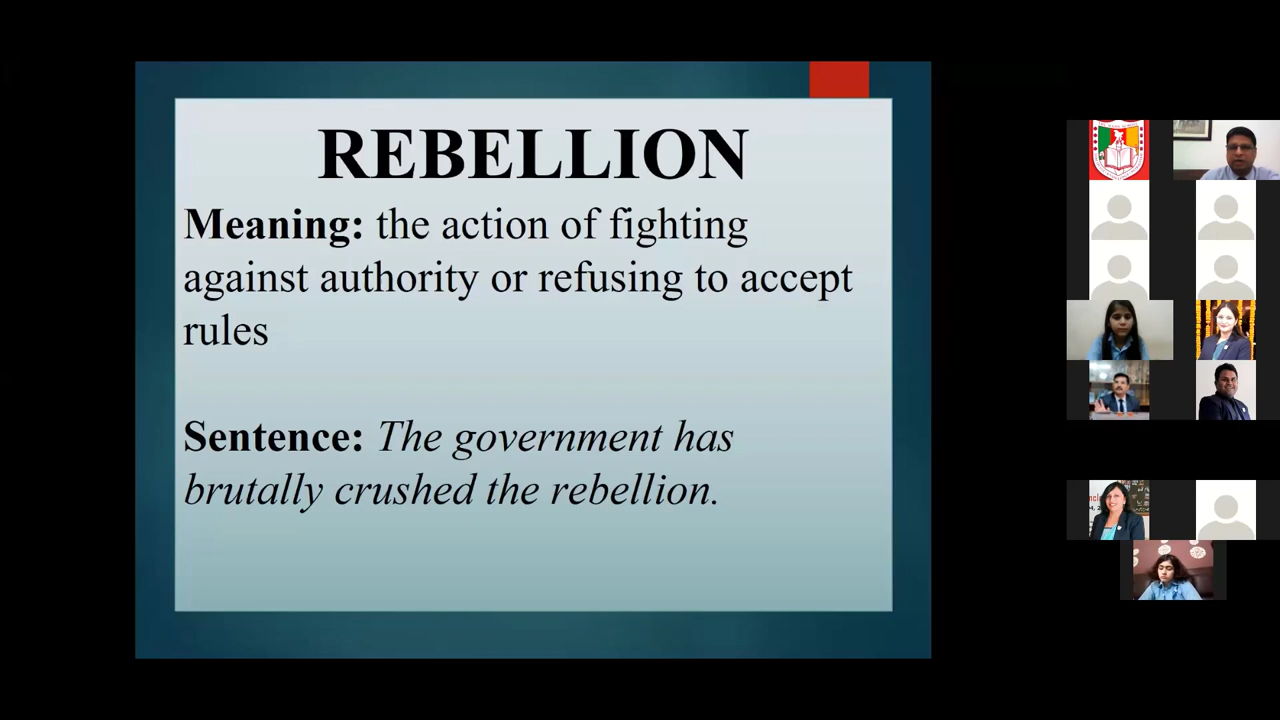 REBELLION
Meaning: the action of fighting
against authority or refusing to accept
rules
Sentence: The government has
brutally crushed the rebellion.